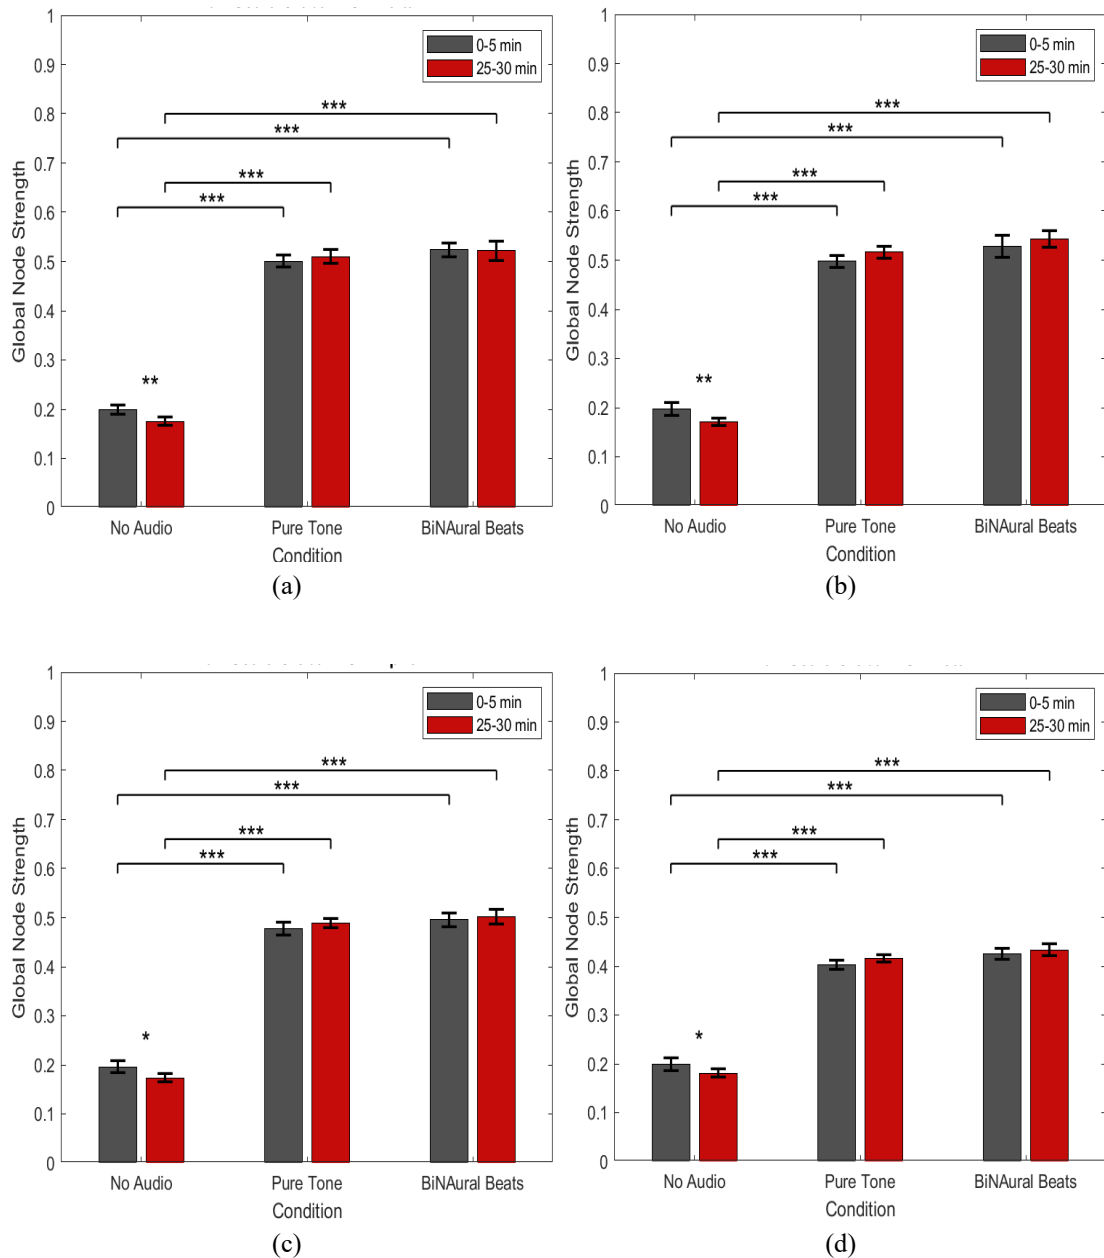 1
0.9
0.8
0.7
0.6
0.5
0.4
0.3
0.2
0.1
0
Global Node Strength
0-5 min
25-30 min
***
***
***
***
**
No Audio
Pure Tone
BiNAural Beats
Condition
(a)
1
0.9
0.8
0.7
0.6
0.5
0.4
0.3
0.2
0.1
0
Global Node Strength
0-5 min
25-30 min
***
***
***
***
**
No Audio
Pure Tone
BiNAural Beats
Condition
(b)
1
0.9
0.8
0.7
0.6
0.5
0.4
0.3
0.2
0.1
0
Global Node Strength
0-5 min
25-30 min
***
***
***
***
*
No Audio
Pure Tone
BiNAural Beats
Condition
(c)
1
0.9
0.8
0.7
0.6
0.5
0.4
0.3
0.2
0.1
0
Global Node Strength
0-5 min
25-30 min
***
***
***
***
*
No Audio
Pure Tone
BiNAural Beats
Condition
(d)